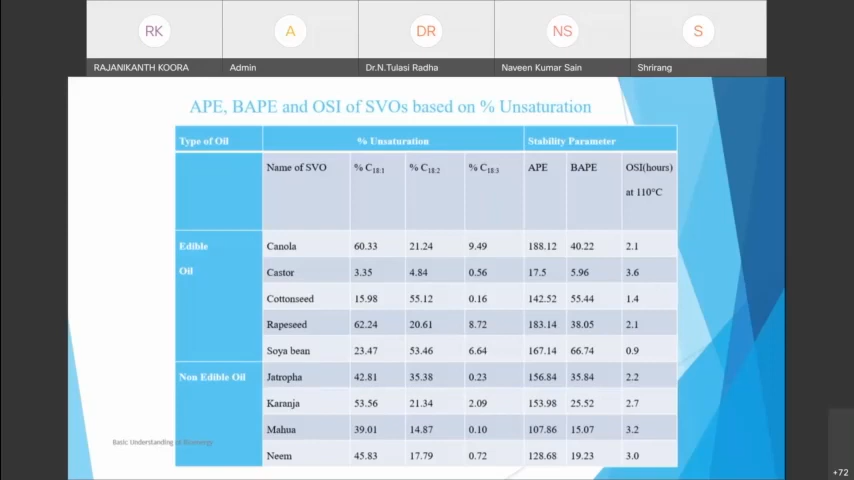 RK
A
DR
NS
S
RAJANIKANTH KOORA
Admin
Dr.N.Tulasi Radha
Naveen Kumar Sain
Shrirang
APE, BAPE and OSI of SVOs based on % Unsaturation
Type of Oil % Unsaturation Stability Parameter
Name of SVO % C18:1 % C18:2 % C18:3 APE BAPE OSI(hours)
at 110°C
Edible Canola 60.33 21.24 9.49 188.12 40.22 2.1
Oil Castor 3.35 4.84 0.56 17.5 5.96 3.6
Cottonseed 15.98 55.12 0.16 142.52 55.44 1.4
Rapeseed 62.24 20.61 8.72 183.14 38.05 2.1
Soya bean 23.47 53.46 6.64 167.14 66.74 0.9
Non Edible Oil Jatropha 42.81 35.38 0.23 156.84 35.84 2.2
Karanja 53.56 21.34 2.09 153.98 25.52 2.7
Mahua 39.01 14.87 0.10 107.86 15.07 3.2
Basic Understanding of Bioenergy
Neem 45.83 17.79 0.72 128.68 19.23 3.0
+72